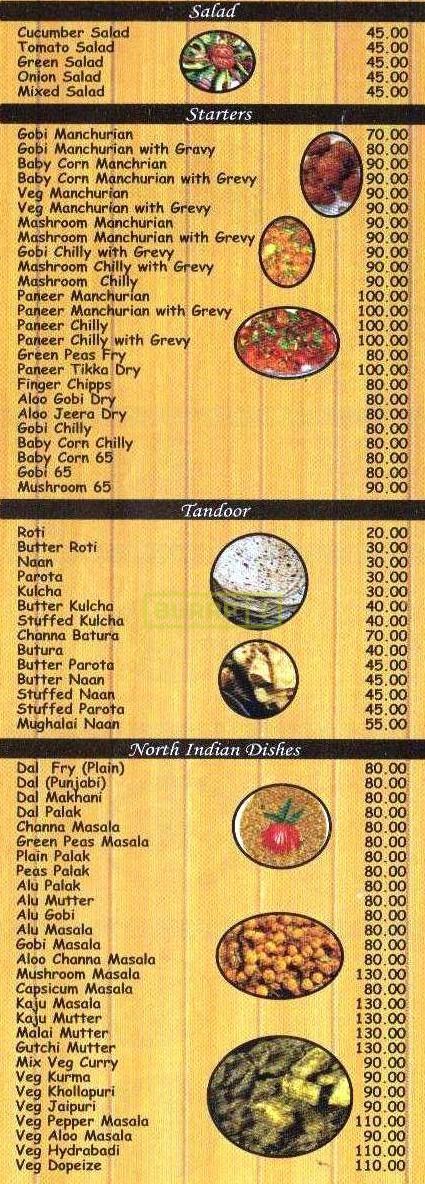 Salad
Cucumber Salad 45.00
Tomato Salad 45.00
Green Salad 45.00
Onion Salad 45.00
Mixed Salad 45.00
Starters
Gobi Manchurian 70.00
Gobi Manchurian with Gravy 80.00
Baby Corn Manchrian 90.00
Baby Corn Manchurian with Grevy 90.00
Veg Manchurian 90.00
Veg Manchurian with Grevy 90.00
Mashroom Manchurian 90.00
Mashroom Manchurian with Grevy 90.00
Gobi Chilly with Grevy 90.00
Mashroom Chilly with Grevy 90.00
Mashroom Chilly 90.00
Paneer Manchurian 100.00
Paneer Manchurian with Grevy 100.00
Paneer Chilly 100.00
Paneer Chilly with Grevy 100.00
Green Peas Fry 80.00
Paneer Tikka Dry 100.00
Finger Chipps 80.00
Aloo Gobi Dry 80.00
Aloo Jeera Dry 80.00
Gobi Chilly 80.00
Baby Corn Chilly 80.00
Baby Corn 65 80.00
Gobi 65 80.00
Mushroom 65 90.00
Tandoor
Roti 20.00
Butter Roti 30.00
Naan 30.00
Parota 30.00
Kulcha 30.00
Butter Kulcha 40.00
Stuffed Kulcha 40.00
Channa Batura 70.00
Butura 40.00
Butter Parota 45.00
Butter Naan 45.00
Stuffed Naan 45.00
Stuffed Parota 45.00
Mughalai Naan 55.00
North Indian Dishes
Dal Fry (Plain) 80.00
Dal (Punjabi) 80.00
Dal Makhani 80.00
Dal Palak 80.00
Channa Masala 80.00
Green Peas Masala 80.00
Plain Palak 80.00
Peas Palak 80.00
Alu Palak 80.00
Alu Mutter 80.00
Alu Gobi 80.00
Alu Masala 80.00
Gobi Masala 80.00
Aloo Channa Masala 80.00
Mushroom Masala 130.00
Capsicum Masala 80.00
Kaju Masala 130.00
Kaju Mutter 130.00
Malai Mutter 130.00
Gutchi Mutter 130.00
Mix Veg Curry 90.00
Veg Kurma 90.00
Veg Khollapuri 90.00
Veg Jaipuri 90.00
Veg Pepper Masala 110.00
Veg Aloo Masala 90.00
Veg Hydrabadi 110.00
Veg Dopeize 110.00